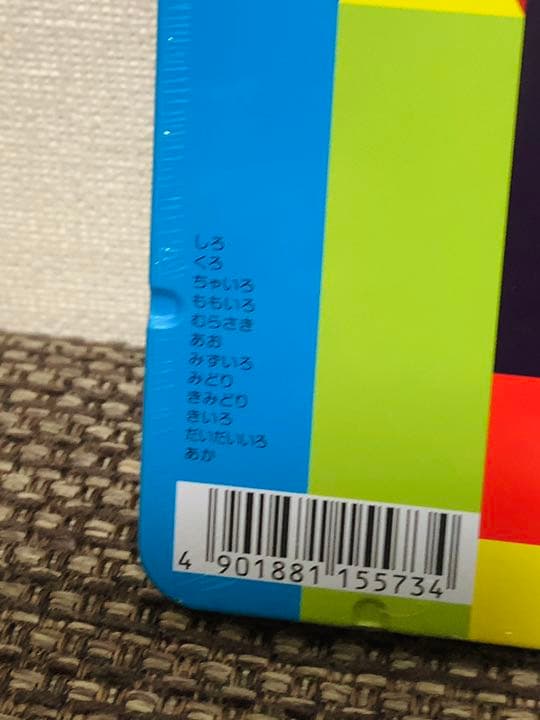 しろ
くろ
ちゃいろ
ももいろ
むらさき
あお
みずいろ
みどり
きみどり
きいろ
だいだいいろ
あか
4 901881 155734